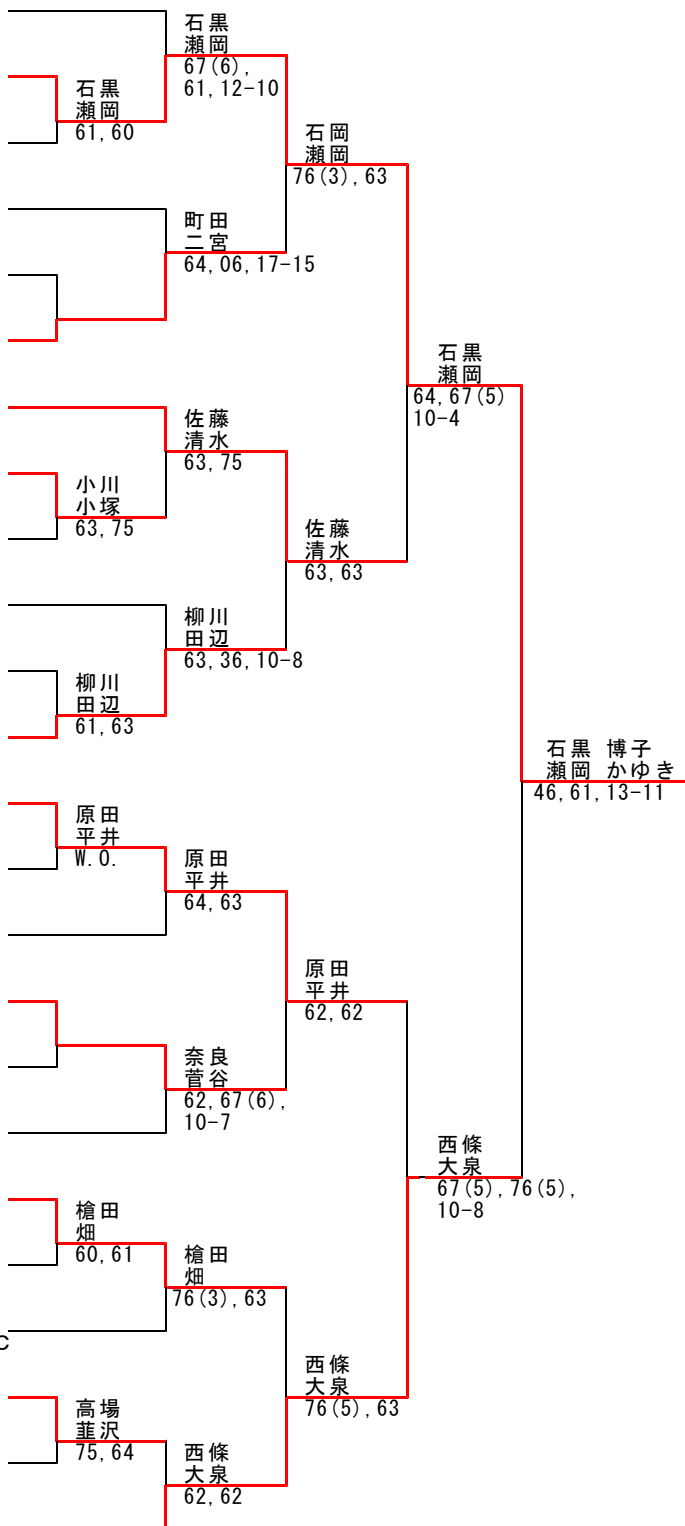 石黒
瀬岡
61,60
石黒
瀬岡
67(6),
61,12-10
町田
二宮
64,06,17-15
石岡
瀬岡
76(3),63
小川
小塚
63,75
佐藤
清水
63,75
柳川
田辺
61,63
柳川
田辺
63,36,10-8
佐藤
清水
63,63
石黒
瀬岡
64,67(5)
10-4
原田
平井
W.O.
原田
平井
64,63
奈良
菅谷
62,67(6),
10-7
原田
平井
62,62
槍田
畑
60,61
槍田
畑
76(3),63
C
高場
韮沢
75,64
西條
大泉
62,62
西條
大泉
76(5),63
西條
大泉
67(5),76(5),
10-8
石黒 博子
瀬岡 かゆき
46,61,13-11